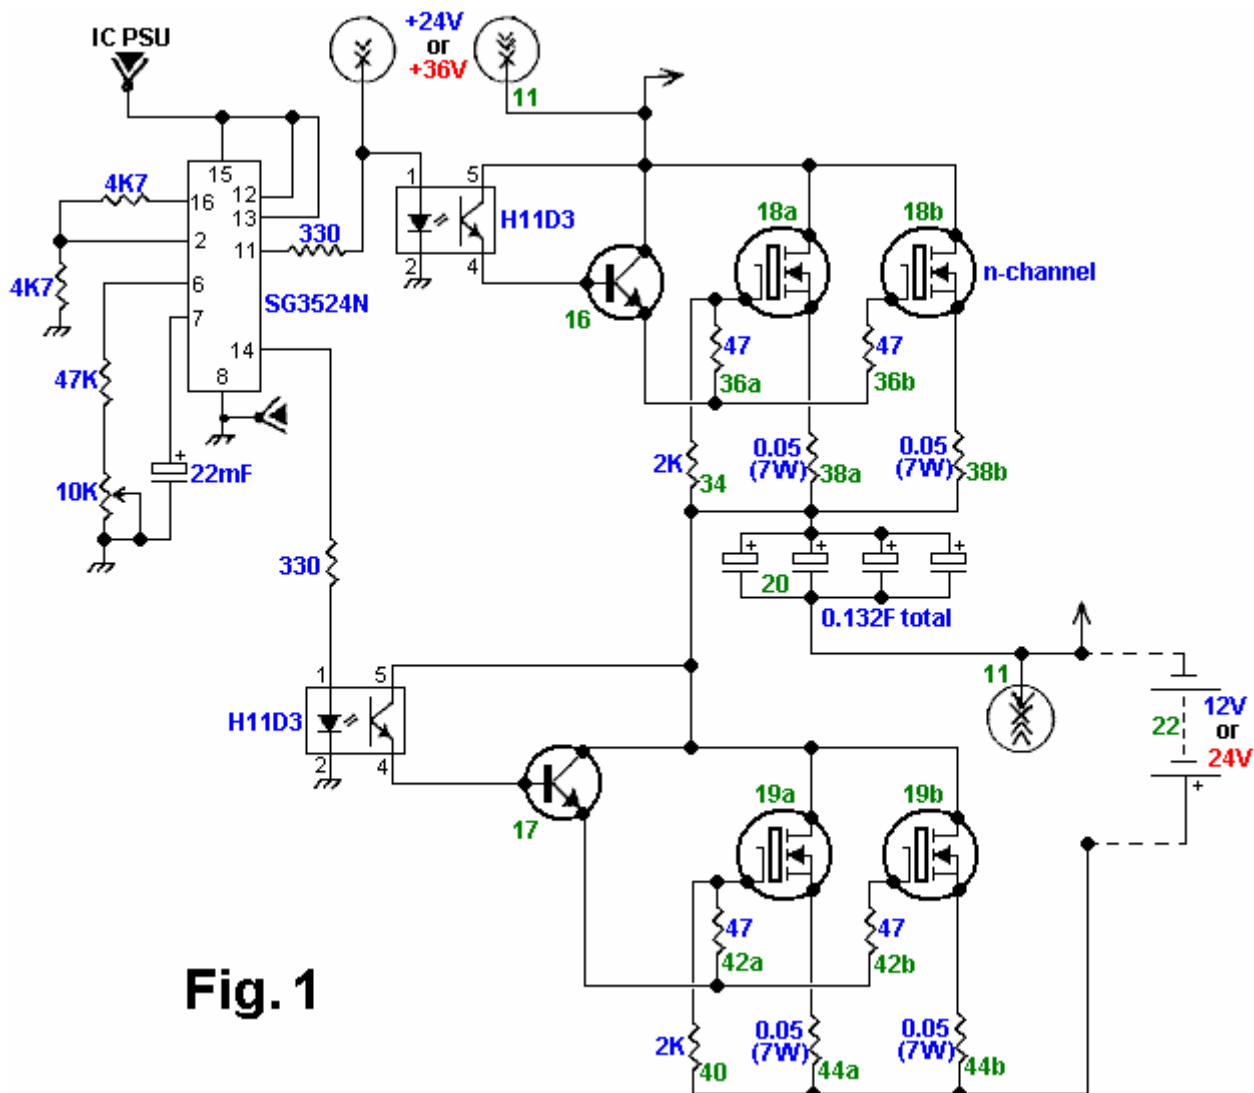 IC PSU
+24V
or
+36V
11
15
12
13
16
2
11
6
7
14
8
4K7
4K7
330
SG3524N
47K
10K
22mF
1
5
2
4
H11D3
16
18a
18b
n-channel
47
36a
47
36b
2K
34
0.05
(7W)
38a
0.05
(7W)
38b
330
20
0.132F total
11
22
12V
or
24V
1
5
2
4
H11D3
17
19a
19b
47
42a
47
42b
2K
40
0.05
(7W)
44a
0.05
(7W)
44b
Fig. 1